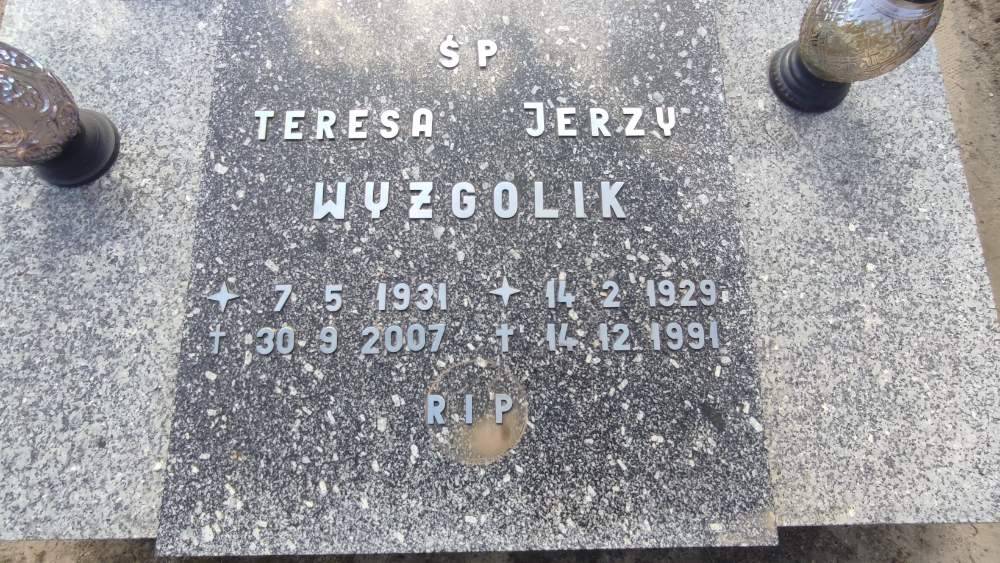 ŚP
TERESA JERZY
WYZGOLIK
7 5 1931 14 2 1929
30 9 2007 14 12 1991
RIP